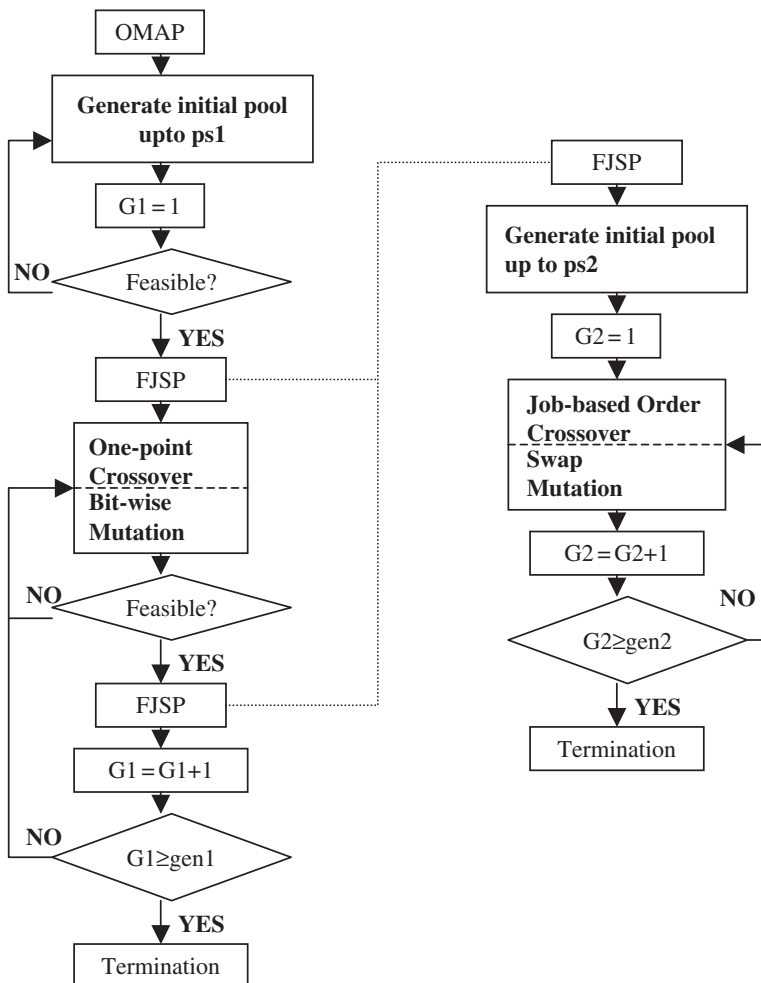 OMAP
Generate initial pool
upto ps1
G1 = 1
NO
Feasible?
YES
FJSP
One-point
Crossover
Bit-wise
Mutation
NO
Feasible?
YES
FJSP
G1 = G1+1
NO
G1≥gen1
YES
Termination
FJSP
Generate initial pool
up to ps2
G2 = 1
Job-based Order
Crossover
Swap
Mutation
G2 = G2+1
NO
G2≥gen2
YES
Termination